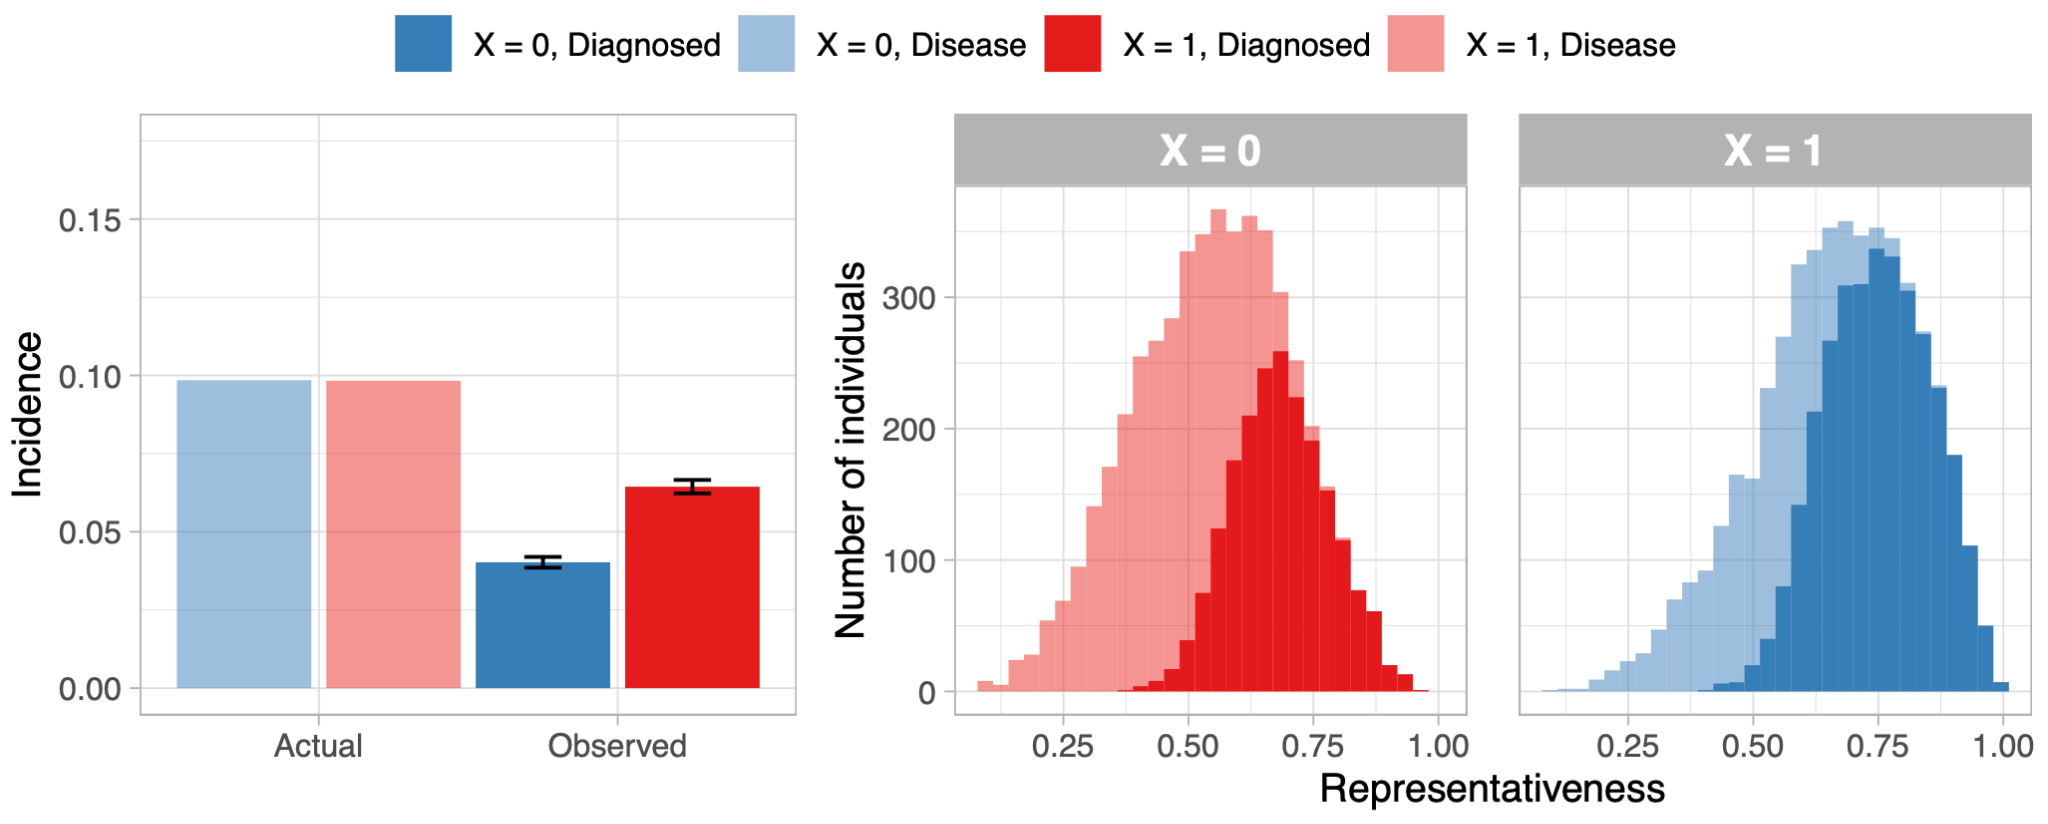 X = 0, Diagnosed X = 0, Disease X = 1, Diagnosed X = 1, Disease
Incidence
0.15
0.10
0.05
0.00
Actual Observed
Number of individuals
X = 0 X = 1
300
200
100
0
0.25 0.50 0.75 1.00 0.25 0.50 0.75 1.00
Representativeness